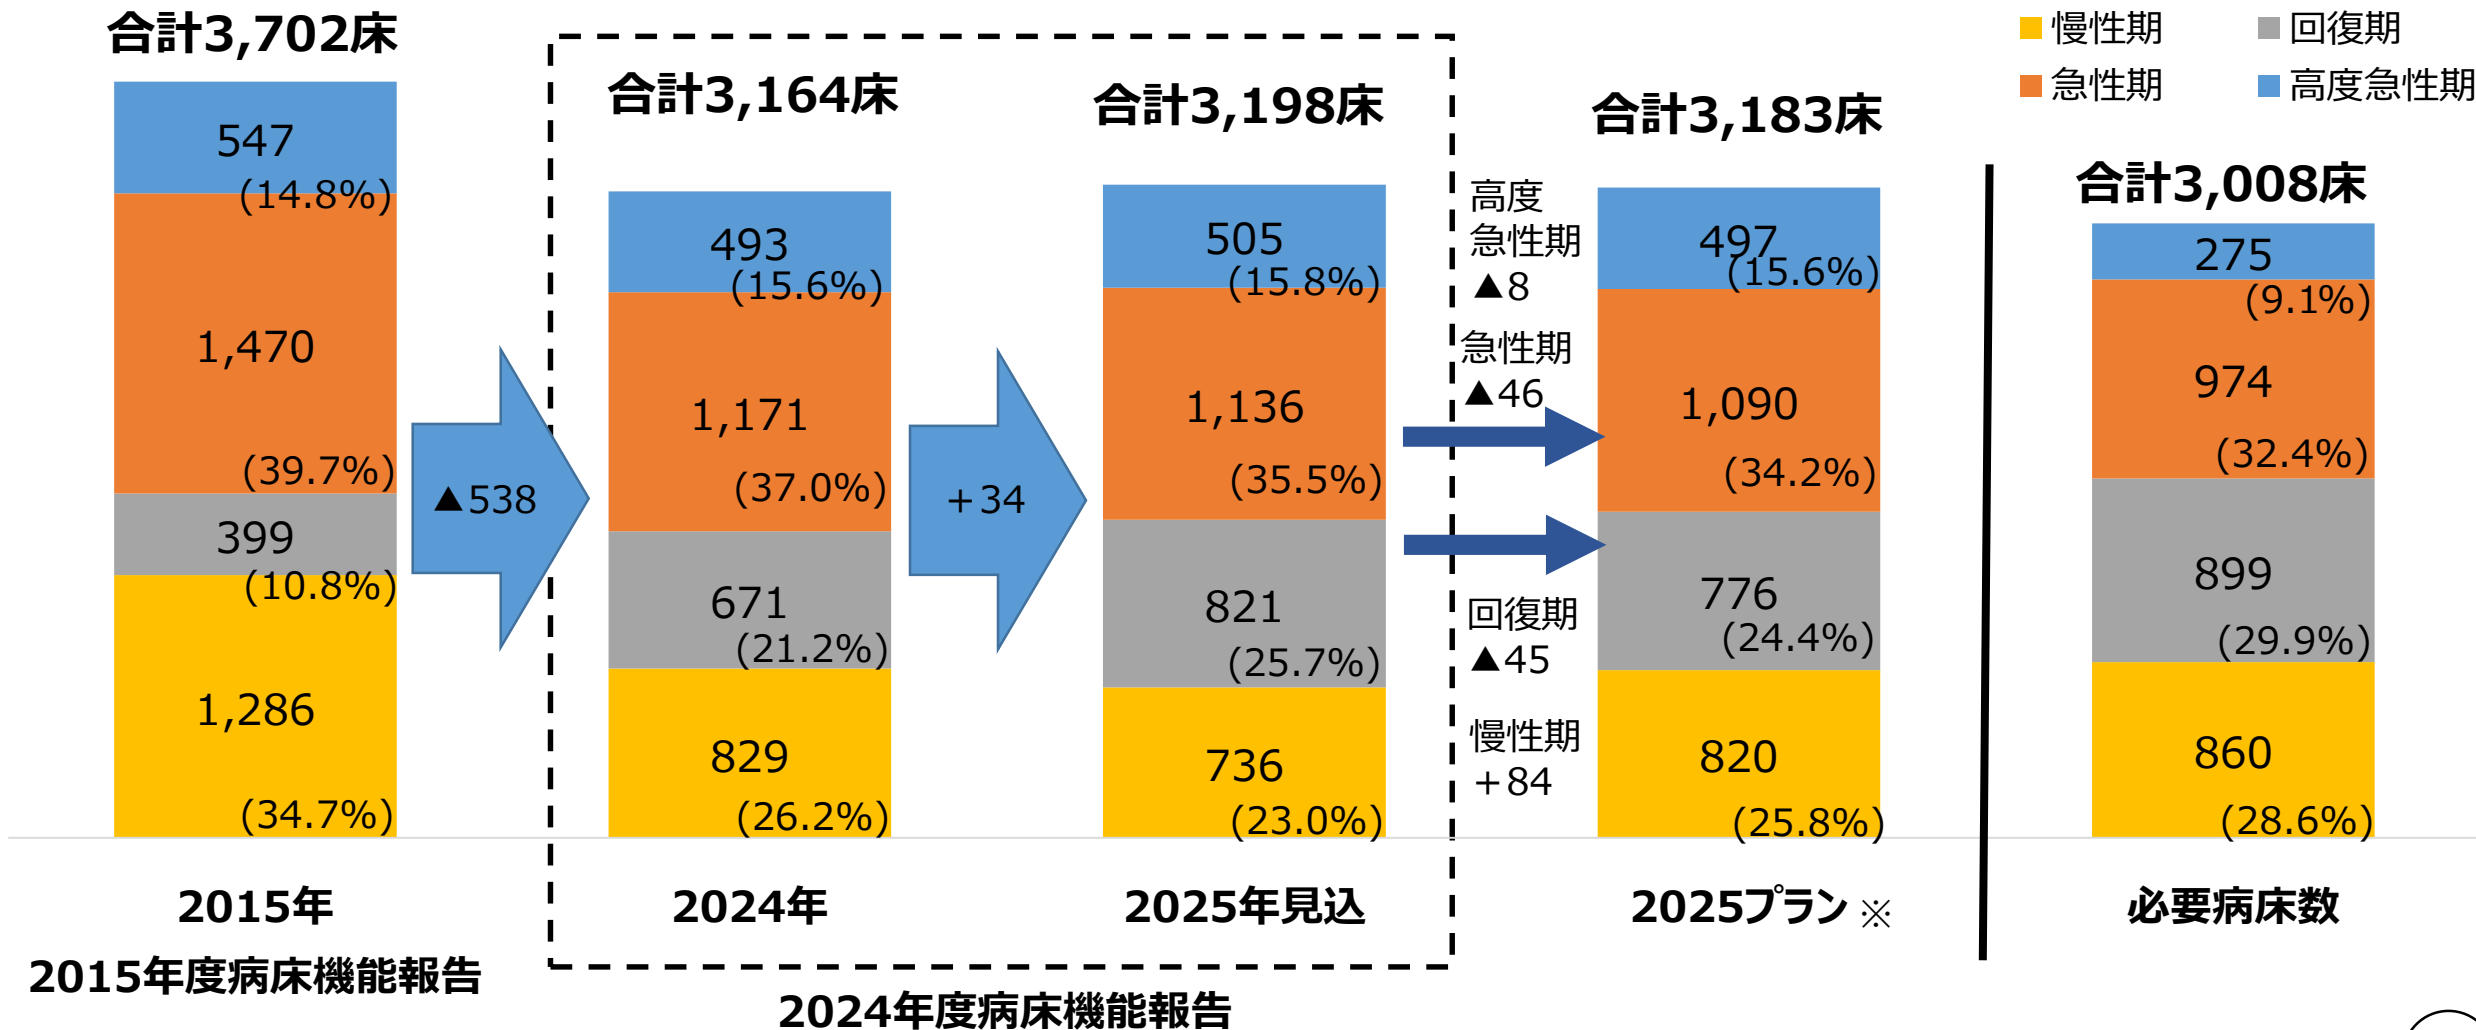 合計3,702床
547
(14.8%)
1,470
(39.7%)
399
(10.8%)
1,286
(34.7%)
2015年
2015年度病床機能報告
▲538
合計3,164床
493
(15.6%)
1,171
(37.0%)
671
(21.2%)
829
(26.2%)
2024年
+34
合計3,198床
505
(15.8%)
1,136
(35.5%)
821
(25.7%)
736
(23.0%)
2025年見込
2024年度病床機能報告
高度
急性期
▲8
急性期
▲46
回復期
▲45
慢性期
+84
合計3,183床
497
(15.6%)
1,090
(34.2%)
776
(24.4%)
820
(25.8%)
2025プラン ※
慢性期
回復期
急性期
高度急性期
合計3,008床
275
(9.1%)
974
(32.4%)
899
(29.9%)
860
(28.6%)
必要病床数